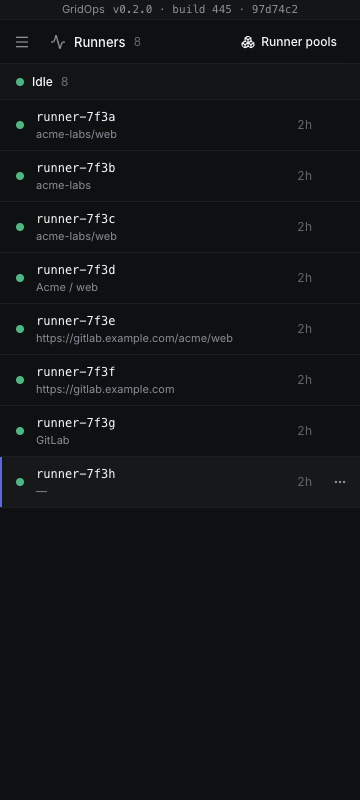 GridOps v0.2.0 · build 445 · 97d74c2
Runners 8
Runner pools
Idle 8
runner-7f3a
acme-labs/web
2h
runner-7f3b
acme-labs
2h
runner-7f3c
acme-labs/web
2h
runner-7f3d
Acme / web
2h
runner-7f3e
https://gitlab.example.com/acme/web
2h
runner-7f3f
https://gitlab.example.com
2h
runner-7f3g
GitLab
2h
runner-7f3h
—
2h